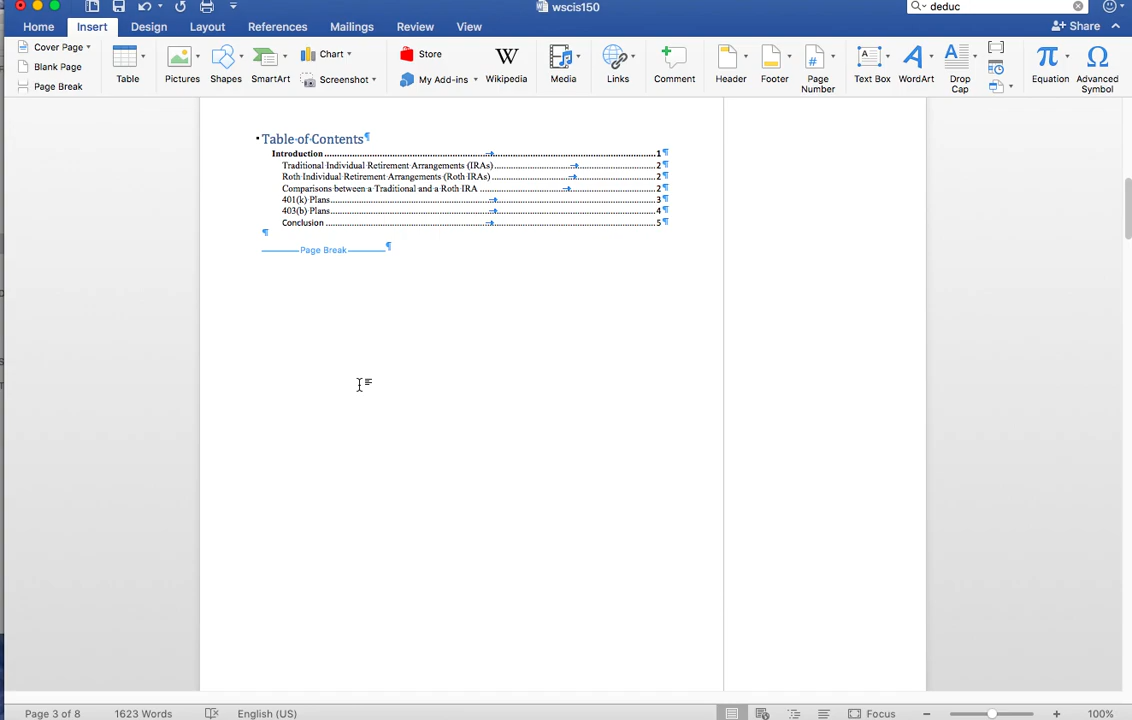 wscis150
deduc
Home Insert Design Layout References Mailings Review View Share
Cover Page
Blank Page
Page Break
Table
Pictures
Shapes
SmartArt
Chart
Screenshot
Store
My Add-ins
Wikipedia
Media
Links
Comment
Header
Footer
Page Number
Text Box
WordArt
Drop Cap
Equation
Advanced Symbol
Table·of·Contents¶
Introduction 1¶
Traditional·Individual·Retirement·Arrangements·(IRAs) 2¶
Roth·Individual·Retirement·Arrangements·(Roth·IRAs) 2¶
Comparisons·between·a·Traditional·and·a·Roth·IRA 2¶
401(k)·Plans 3¶
403(b)·Plans 4¶
Conclusion 5¶
¶
Page Break¶
Page 3 of 8 1623 Words English (US) Focus 100%